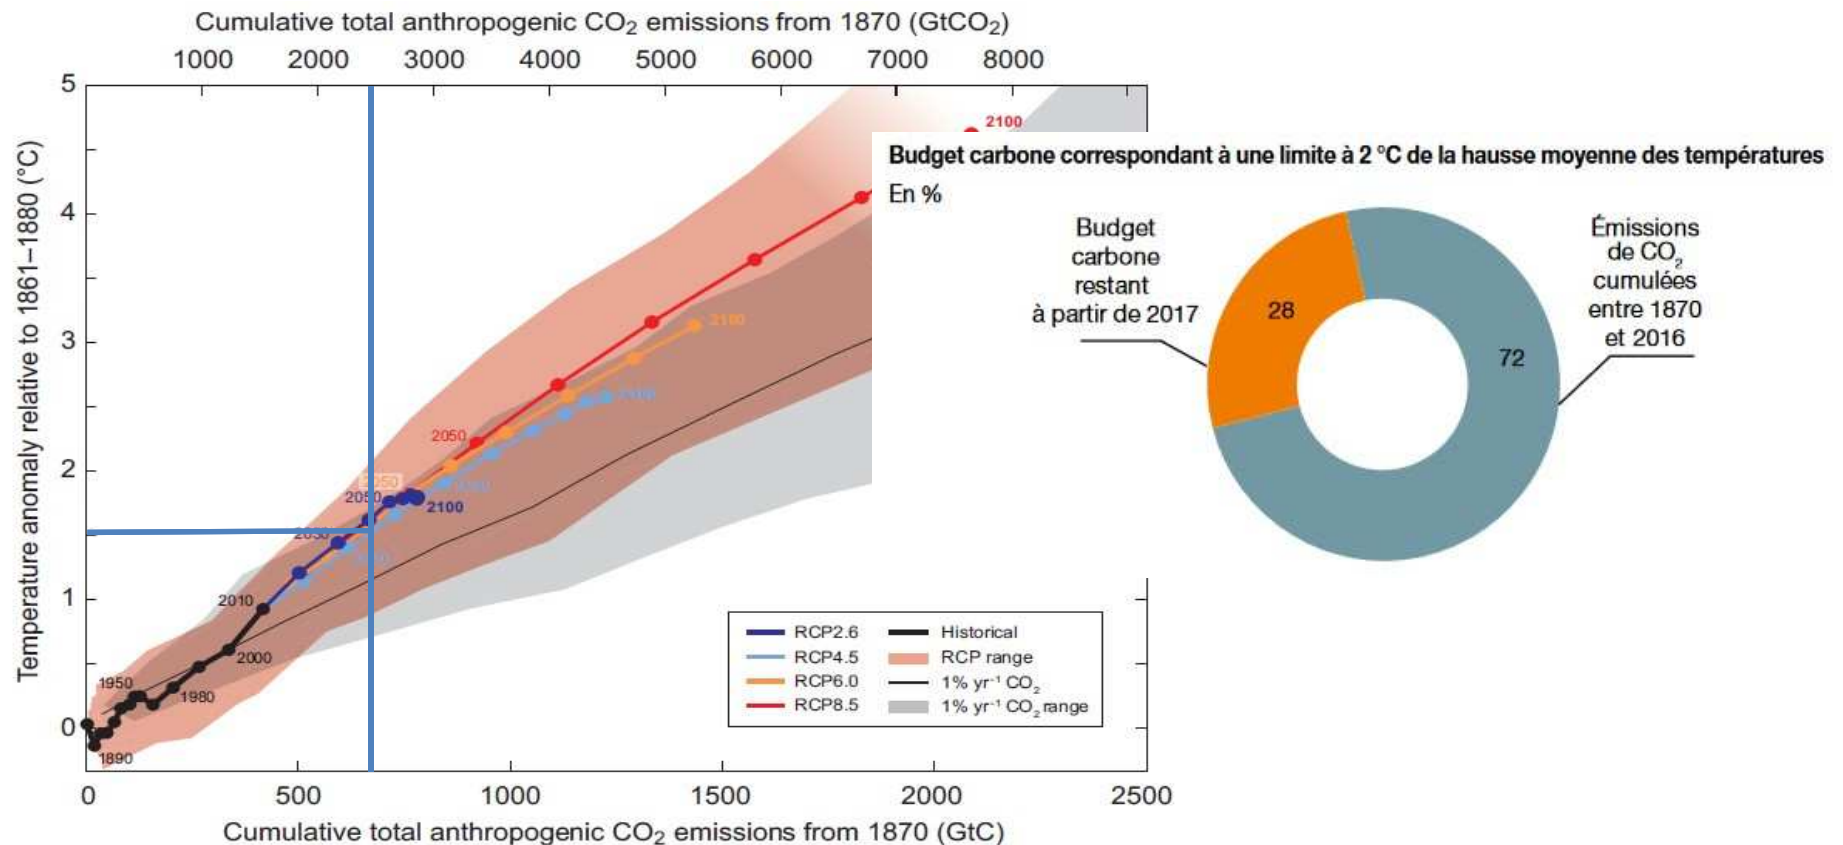 Cumulative total anthropogenic CO₂ emissions from 1870 (GtCO₂)
1000 2000 3000 4000 5000 6000 7000 8000
Temperature anomaly relative to 1861–1880 (°C)
5
4
3
2
1
0
2100
2100
2100
2050
2050
2050
2100
2030
2010
2000
1950
1980
1890
RCP2.6
RCP4.5
RCP6.0
RCP8.5
Historical
RCP range
1% yr⁻¹ CO₂
1% yr⁻¹ CO₂ range
0 500 1000 1500 2000 2500
Cumulative total anthropogenic CO₂ emissions from 1870 (GtC)
Budget carbone correspondant à une limite à 2 °C de la hausse moyenne des températures
En %
Budget
carbone
restant
à partir de 2017
28
72
Émissions
de CO₂
cumulées
entre 1870
et 2016